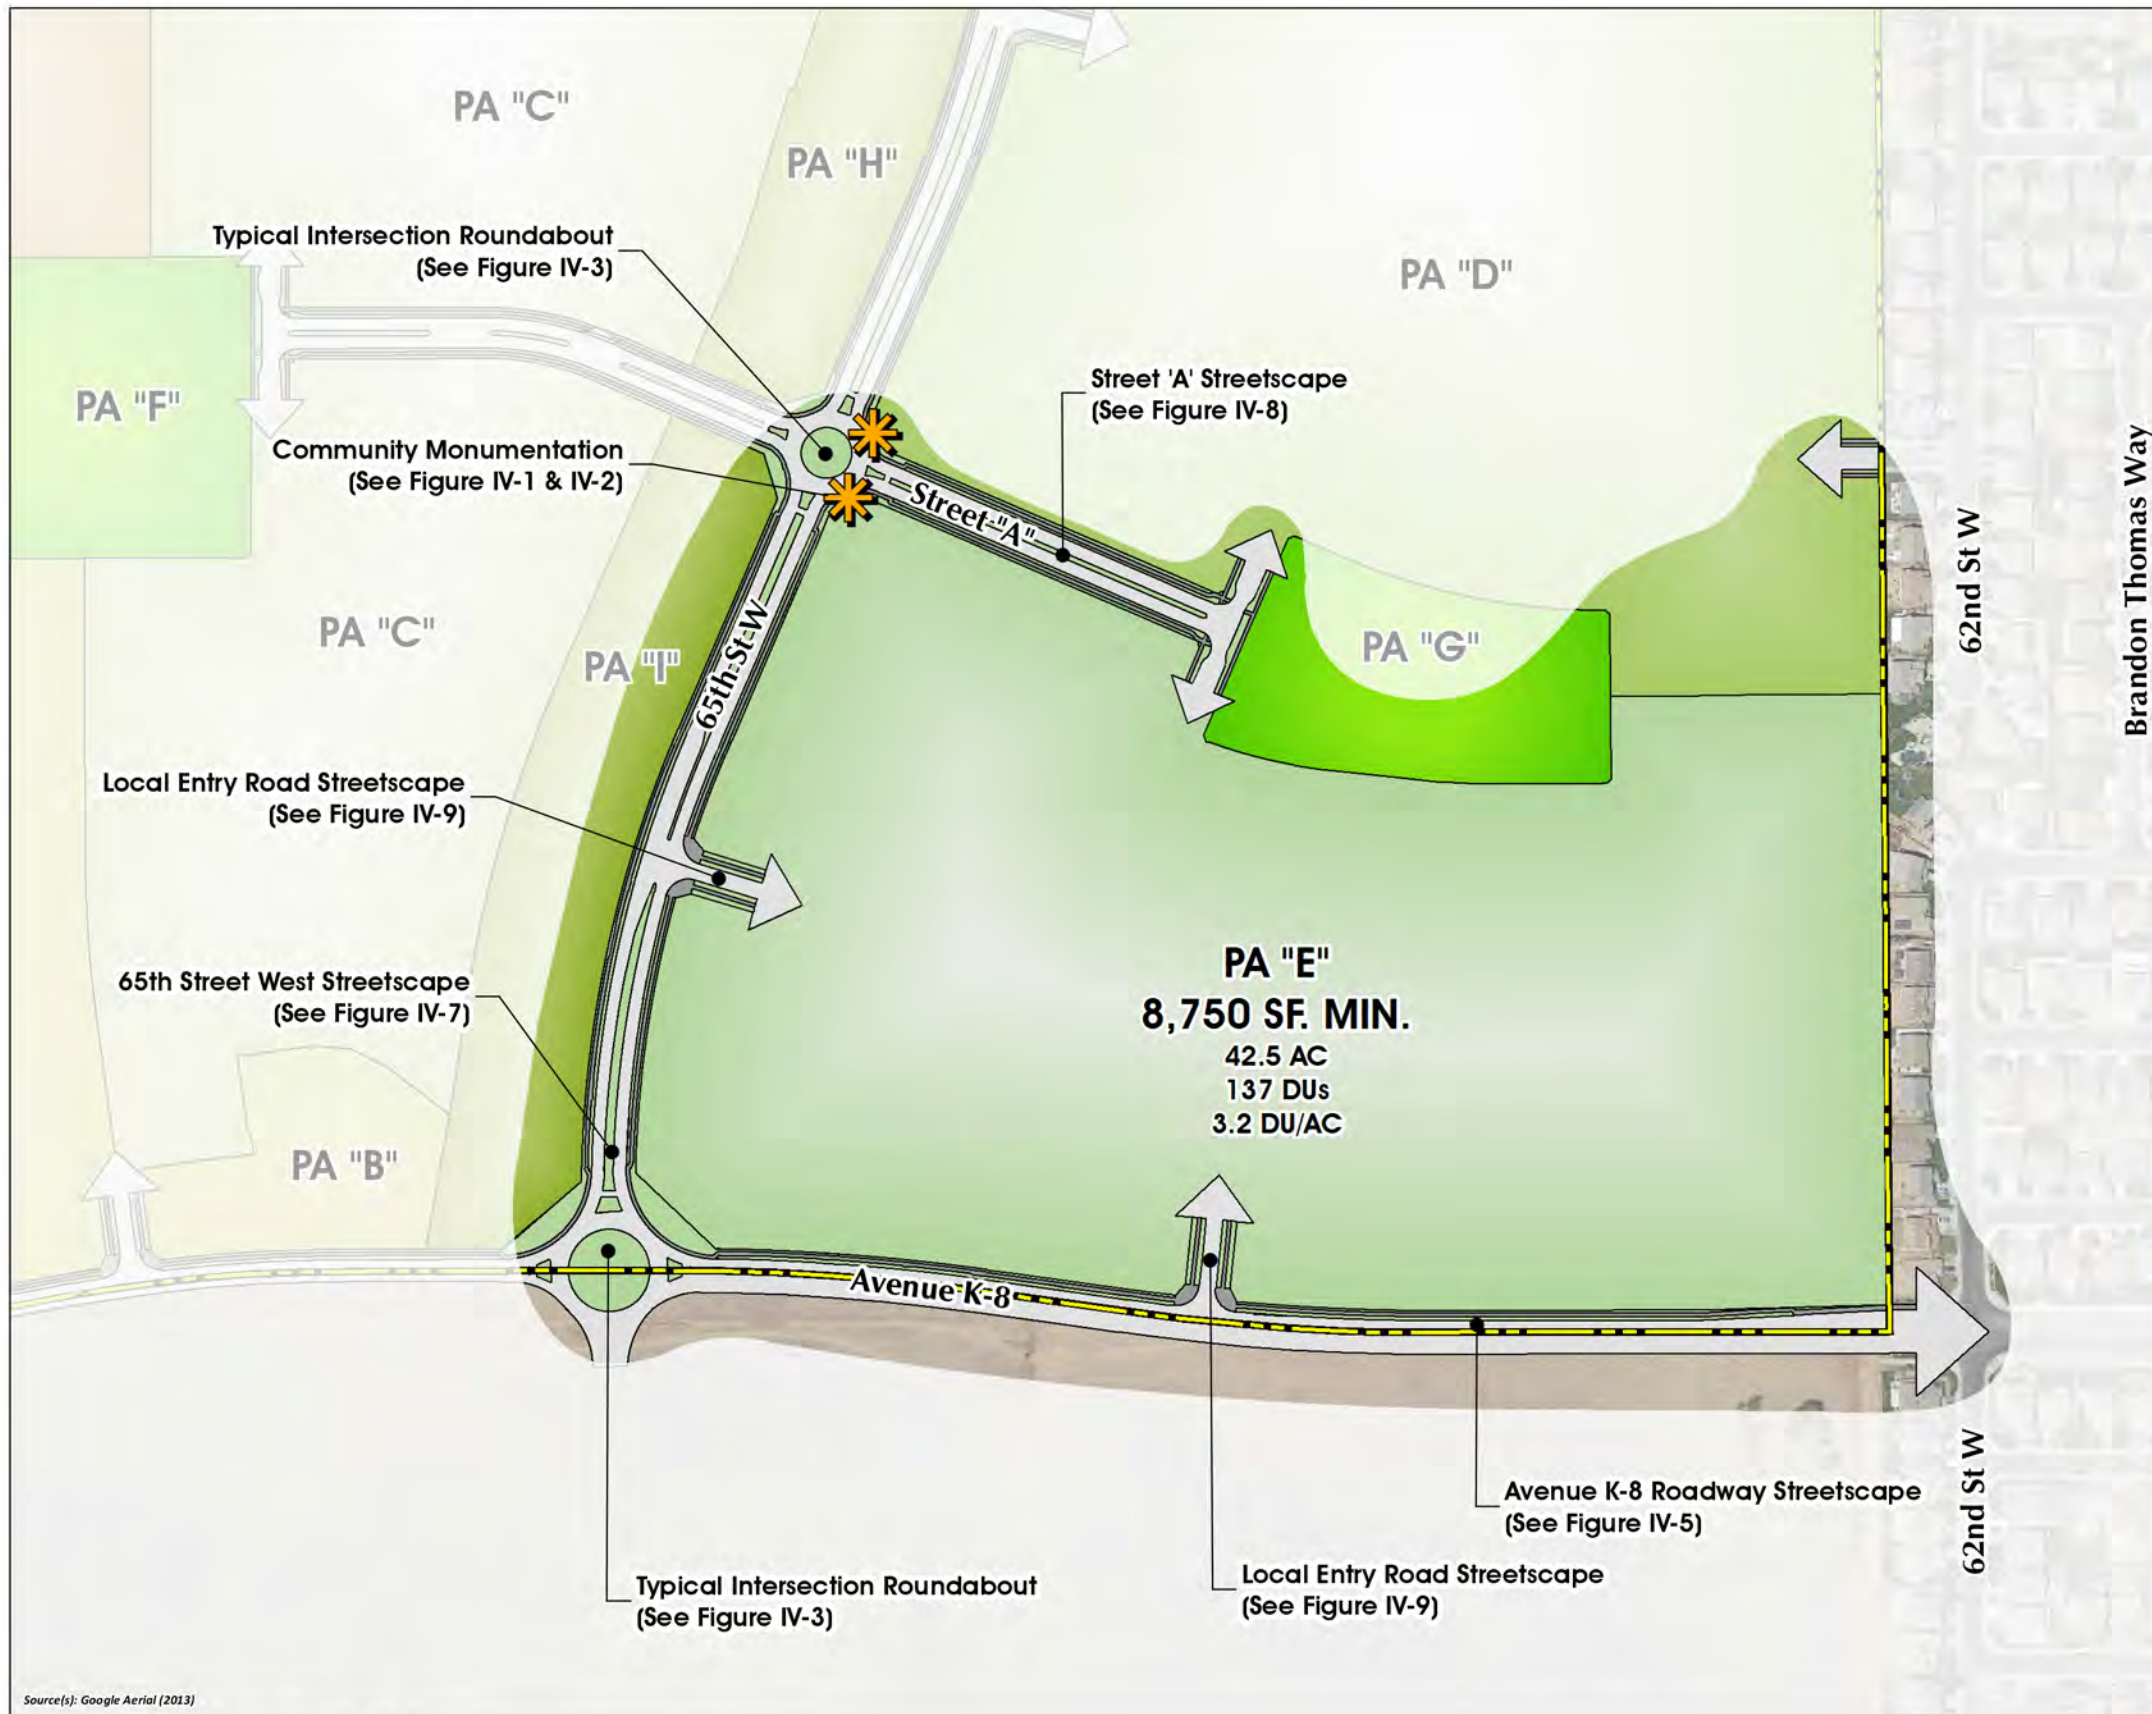 PA "C"
PA "H"
Typical Intersection Roundabout
(See Figure IV-3)
PA "D"
Street 'A' Streetscape
(See Figure IV-8)
PA "F"
Community Monumentation
(See Figure IV-1 & IV-2)
Street "A"
62nd St W
Brandon Thomas Way
PA "C"
PA "I"
65th St W
PA "G"
Local Entry Road Streetscape
(See Figure IV-9)
65th Street West Streetscape
(See Figure IV-7)
PA "E"
8,750 SF. MIN.
42.5 AC
137 DUs
3.2 DU/AC
PA "B"
Avenue K-8
Avenue K-8 Roadway Streetscape
(See Figure IV-5)
62nd St W
Local Entry Road Streetscape
(See Figure IV-9)
Typical Intersection Roundabout
(See Figure IV-3)
Source(s): Google Aerial (2013)